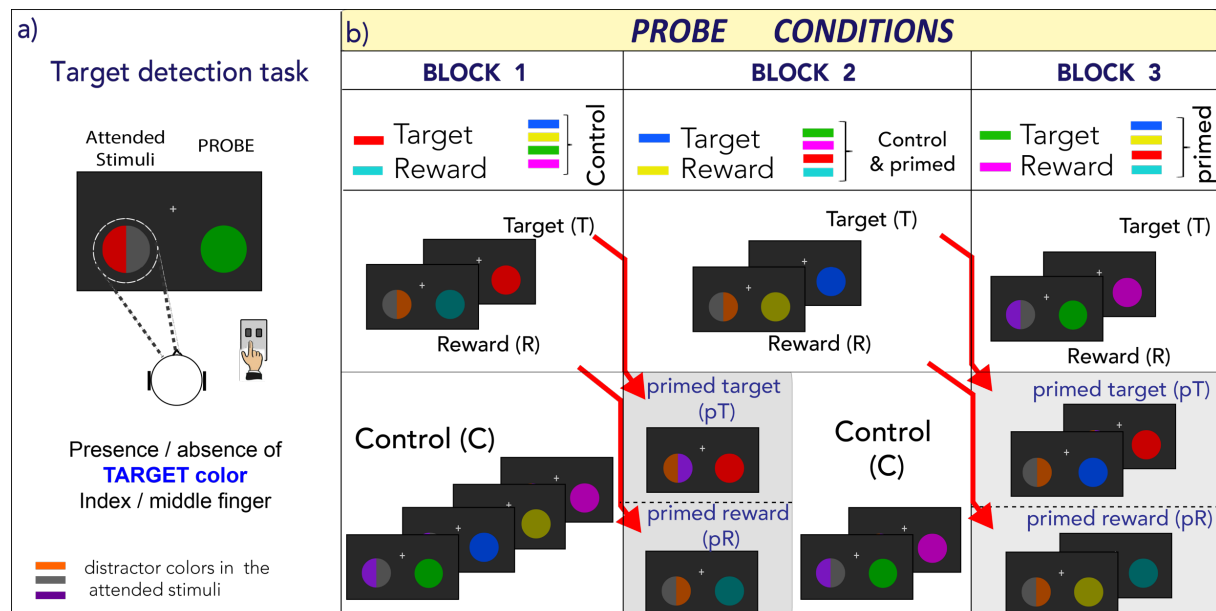 a)
Target detection task
Attended
Stimuli
PROBE
Presence / absence of
TARGET color
Index / middle finger
distractor colors in the
attended stimuli
b)
PROBE CONDITIONS
BLOCK 1
BLOCK 2
BLOCK 3
Target
Reward
Control
Target
Reward
Control
& primed
Target
Reward
primed
Target (T)
Reward (R)
Target (T)
Reward (R)
Target (T)
Reward (R)
Control (C)
primed target
(pT)
primed reward
(pR)
Control
(C)
primed target (pT)
primed reward (pR)